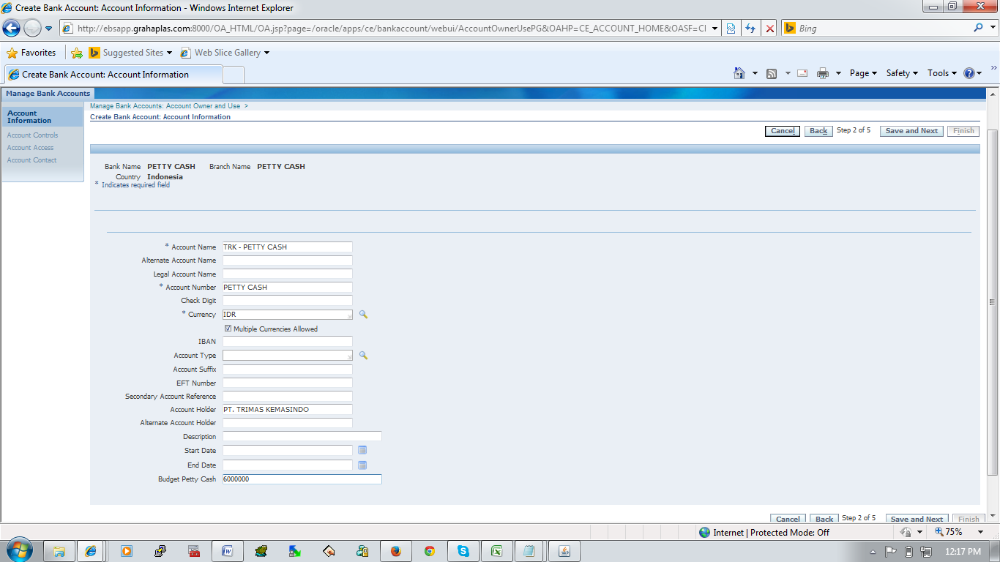 Create Bank Account: Account Information - Windows Internet Explorer
http://ebsapp.grahaplas.com:8000/OA_HTML/OA.jsp?page=/oracle/apps/ce/bankaccount/webui/AccountOwnerUsePG&OAHP=CE_ACCOUNT_HOME&OASF=CI
Bing
Favorites Suggested Sites Web Slice Gallery
Create Bank Account: Account Information
Page Safety Tools
Manage Bank Accounts
Account Information
Account Controls
Account Access
Account Contact
Manage Bank Accounts: Account Owner and Use >
Create Bank Account: Account Information
Cancel Back Step 2 of 5 Save and Next Finish
Bank Name PETTY CASH Branch Name PETTY CASH
Country Indonesia
* Indicates required field
* Account Name TRK - PETTY CASH
Alternate Account Name
Legal Account Name
* Account Number PETTY CASH
Check Digit
* Currency IDR
Multiple Currencies Allowed
IBAN
Account Type
Account Suffix
EFT Number
Secondary Account Reference
Account Holder PT. TRIMAS KEMASINDO
Alternate Account Holder
Description
Start Date
End Date
Budget Petty Cash 6000000
Cancel Back Step 2 of 5 Save and Next Finish
Internet | Protected Mode: Off 75%
12:17 PM